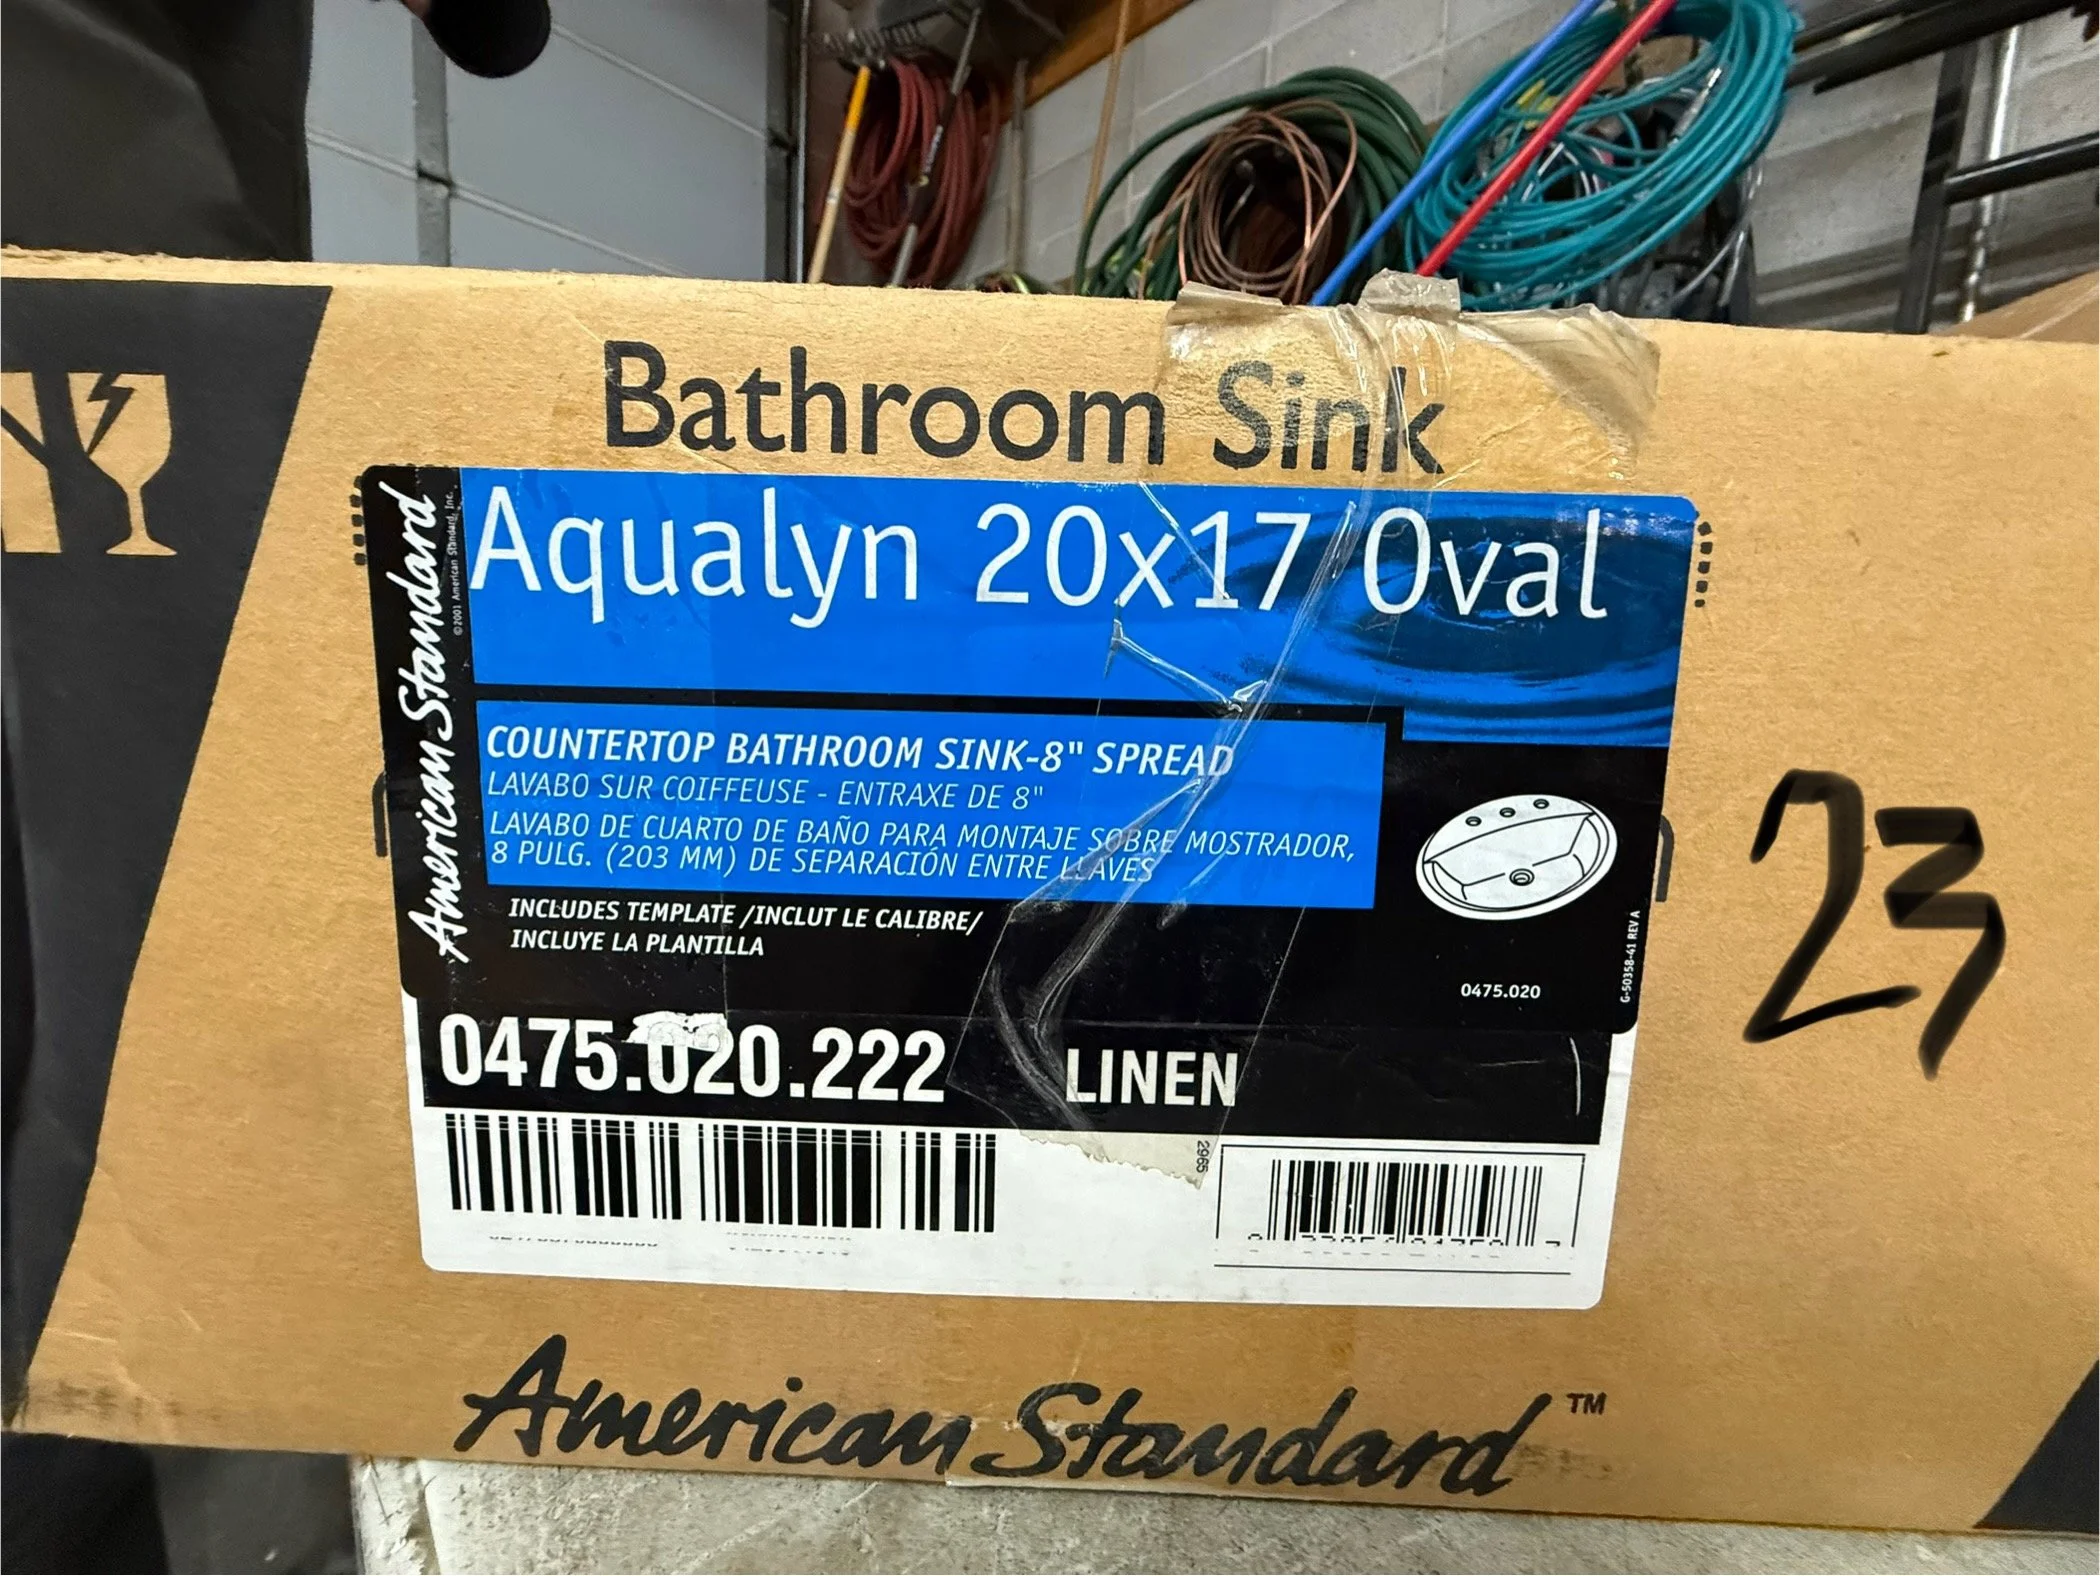 Bathroom Sink
American Standard
©2001 American Standard, Inc.
Aqualyn 20x17 Oval
COUNTERTOP BATHROOM SINK-8" SPREAD
LAVABO SUR COIFFEUSE - ENTRAXE DE 8"
LAVABO DE CUARTO DE BAÑO PARA MONTAJE SOBRE MOSTRADOR,
8 PULG. (203 MM) DE SEPARACIÓN ENTRE LLAVES
INCLUDES TEMPLATE /INCLUT LE CALIBRE/
INCLUYE LA PLANTILLA
0475.020
G-50358-41 REV A
23
0475.020.222 LINEN
2965
American Standard™